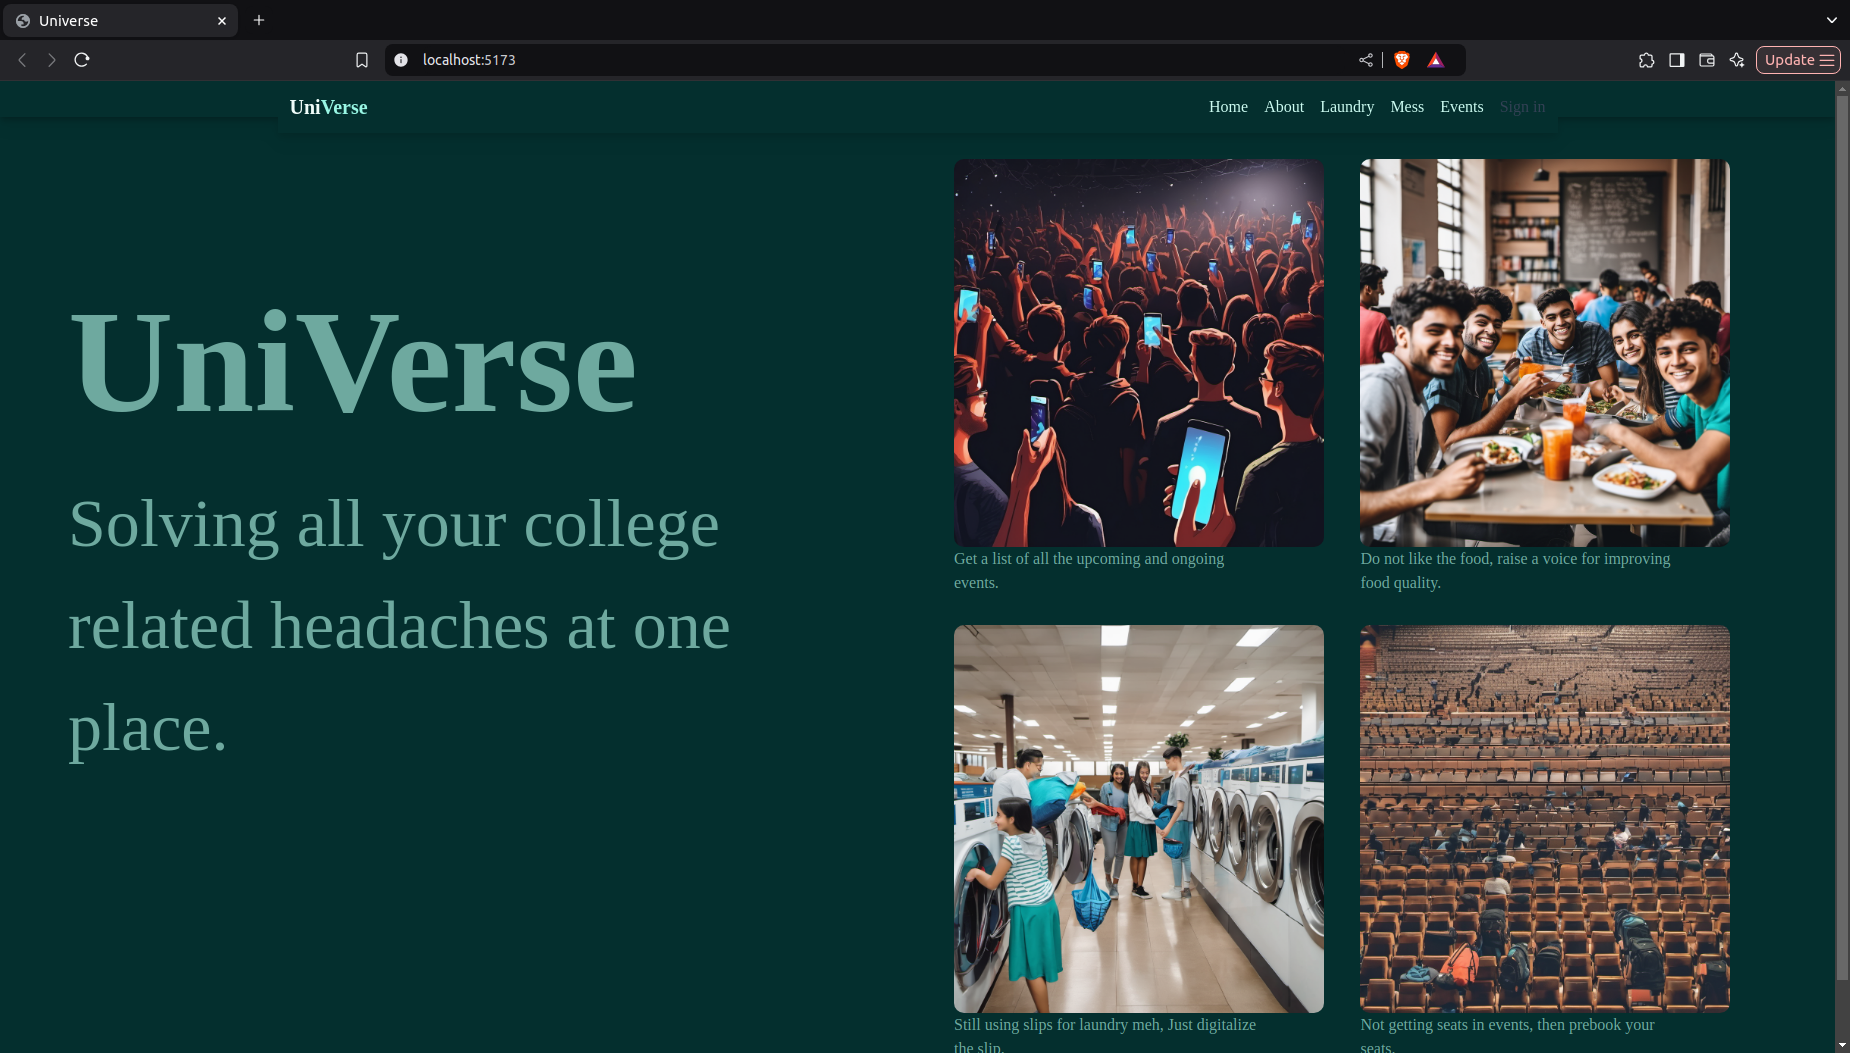 Universe
localhost:5173
Update
UniVerse
Home About Laundry Mess Events Sign in
UniVerse
Solving all your college
related headaches at one
place.
Get a list of all the upcoming and ongoing
events.
Do not like the food, raise a voice for improving
food quality.
Still using slips for laundry meh, Just digitalize
the slip.
Not getting seats in events, then prebook your
seats.